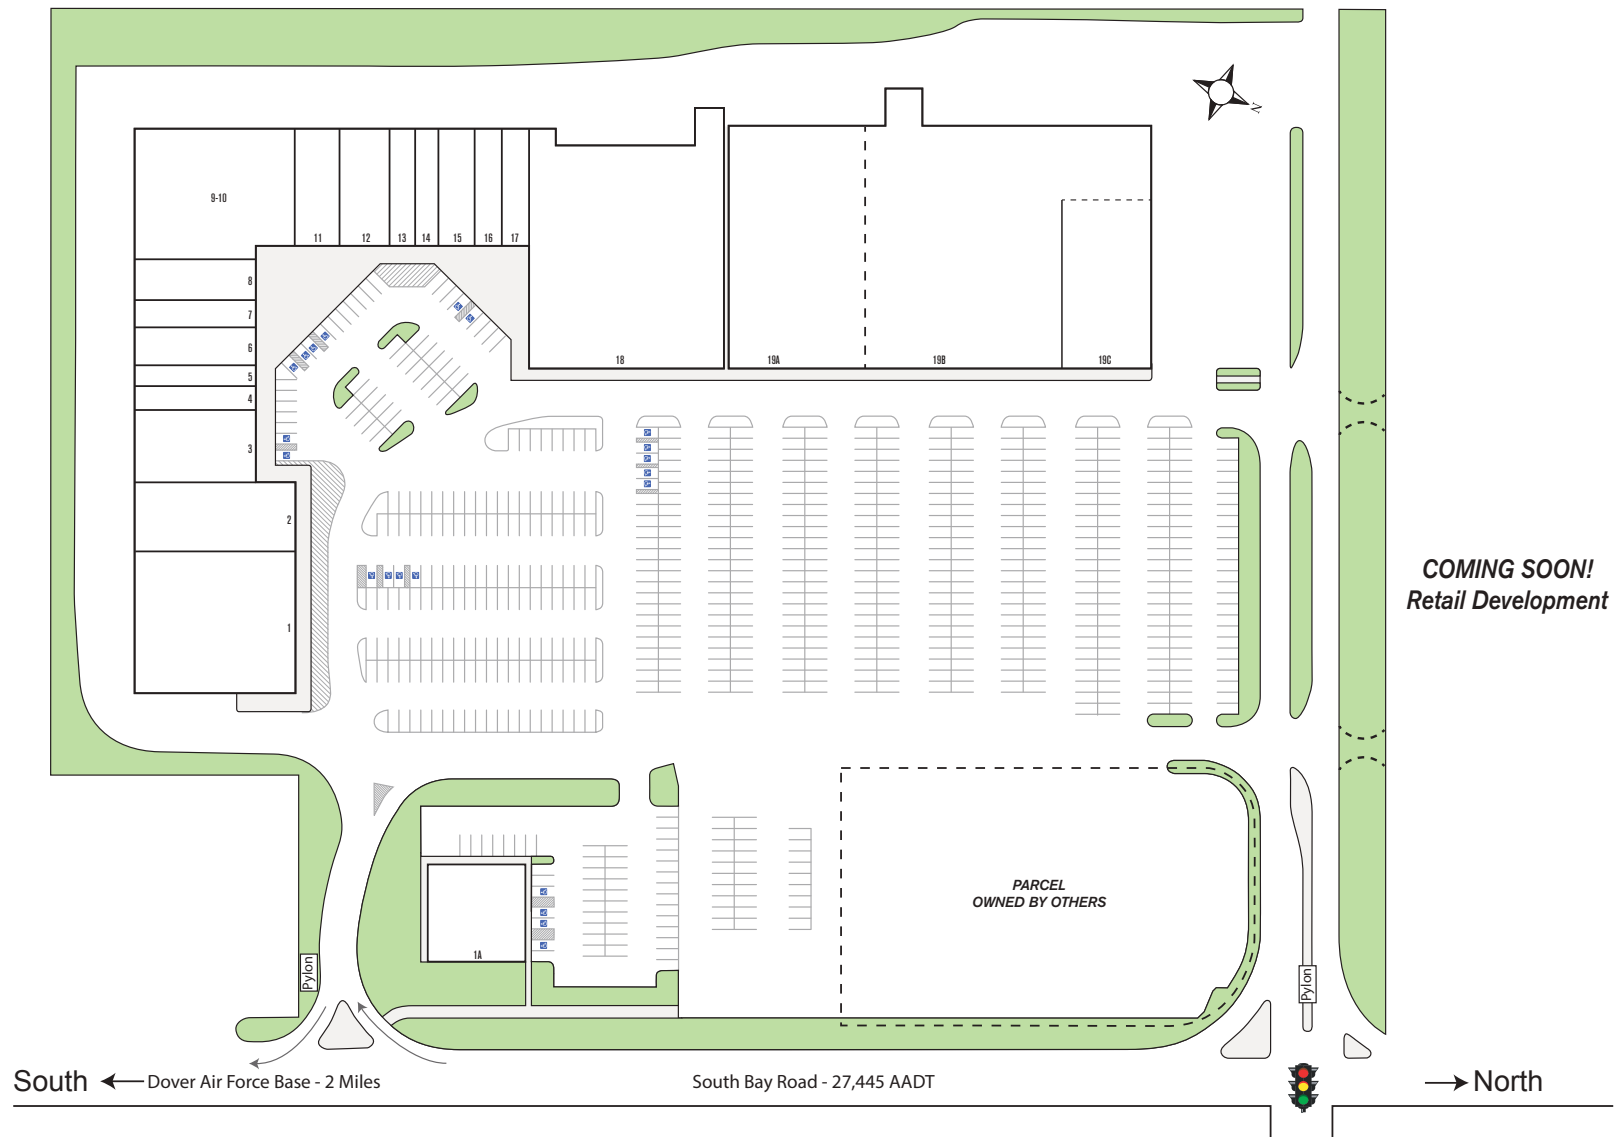 N
9-10
11
12
13
14
15
16
17
8
7
6
5
4
3
2
1
18
19A
19B
19C
COMING SOON!
Retail Development
PARCEL
OWNED BY OTHERS
1A
Pylon
Pylon
South
Dover Air Force Base - 2 Miles
South Bay Road - 27,445 AADT
North